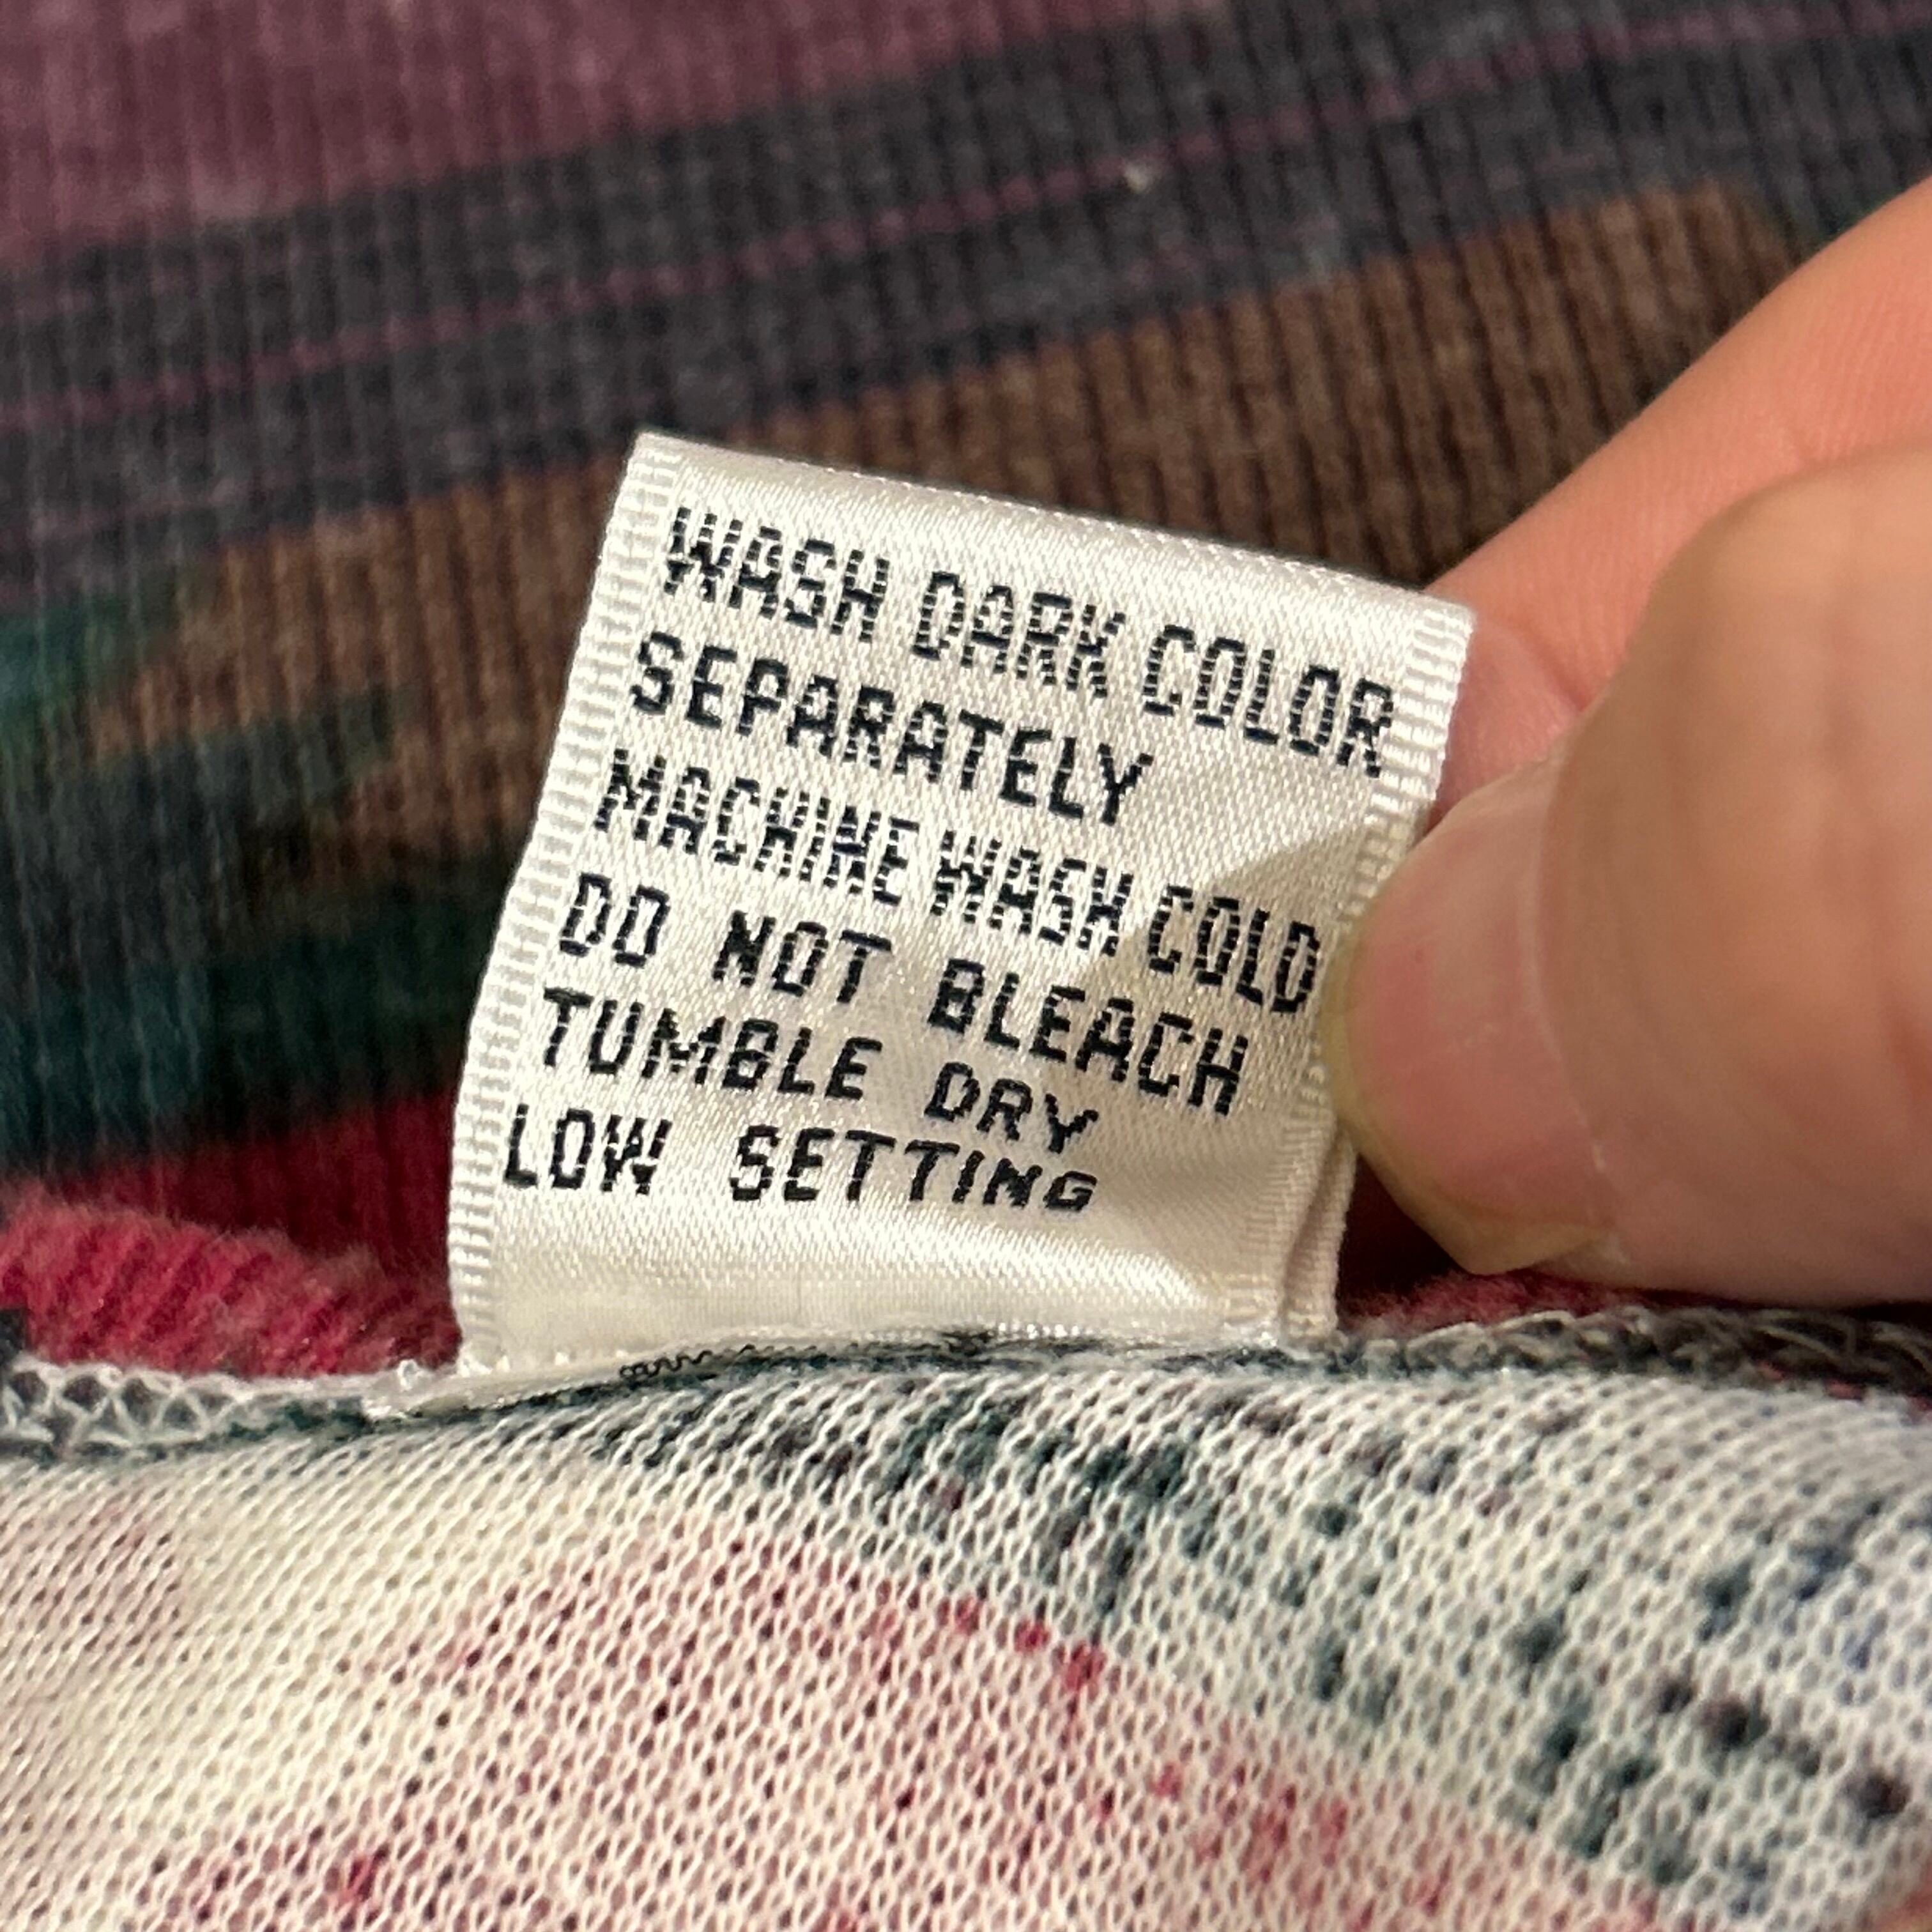 WASH DARK COLOR
SEPARATELY
MACHINE WASH COLD
DO NOT BLEACH
TUMBLE DRY
LOW SETTING